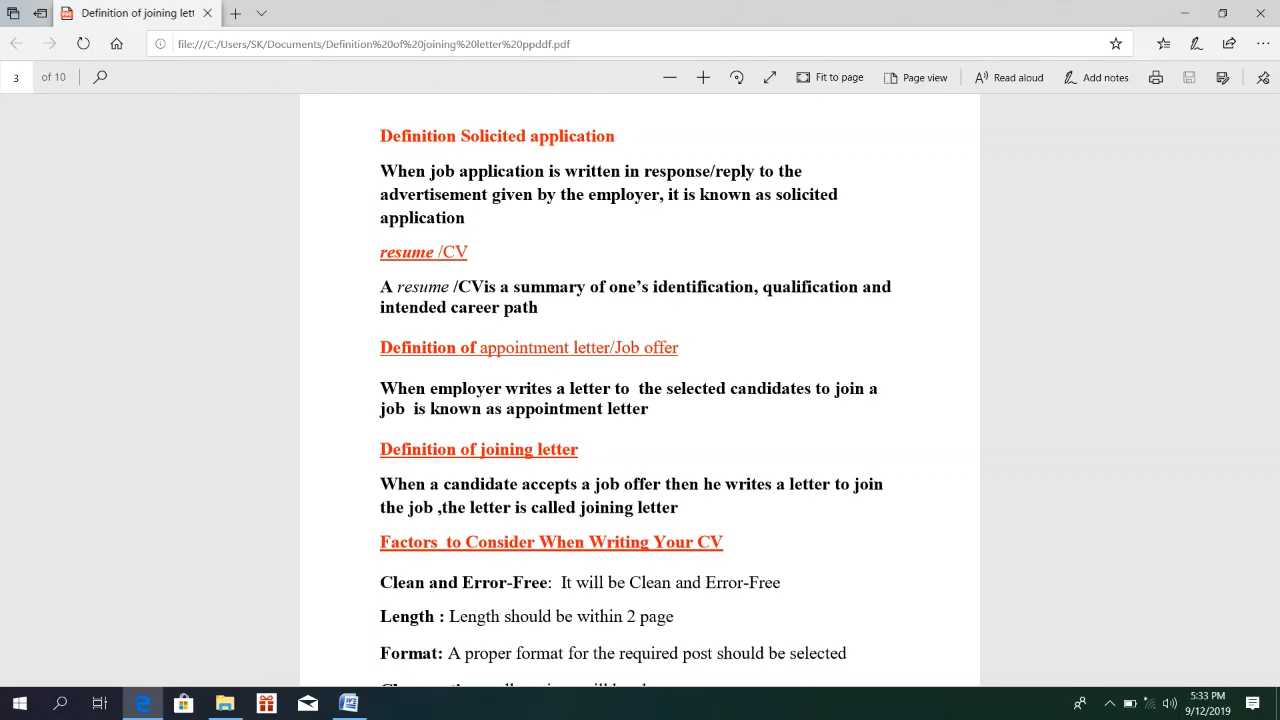 Definition of joining let
file:///C:/Users/SK/Documents/Definition%20of%20joining%20letter%20ppddf.pdf
3 of 10 Fit to page Page view Read aloud Add notes
Definition Solicited application
When job application is written in response/reply to the
advertisement given by the employer, it is known as solicited
application
resume /CV
A resume /CVis a summary of one’s identification, qualification and
intended career path
Definition of appointment letter/Job offer
When employer writes a letter to the selected candidates to join a
job is known as appointment letter
Definition of joining letter
When a candidate accepts a job offer then he writes a letter to join
the job ,the letter is called joining letter
Factors to Consider When Writing Your CV
Clean and Error-Free: It will be Clean and Error-Free
Length : Length should be within 2 page
Format: A proper format for the required post should be selected
5:33 PM
9/12/2019